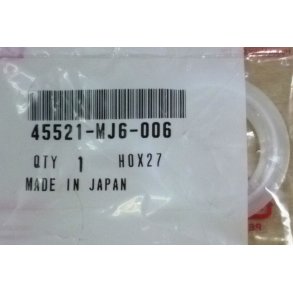 45521-MJ6-006
QTY 1 HOX27
MADE IN JAPAN